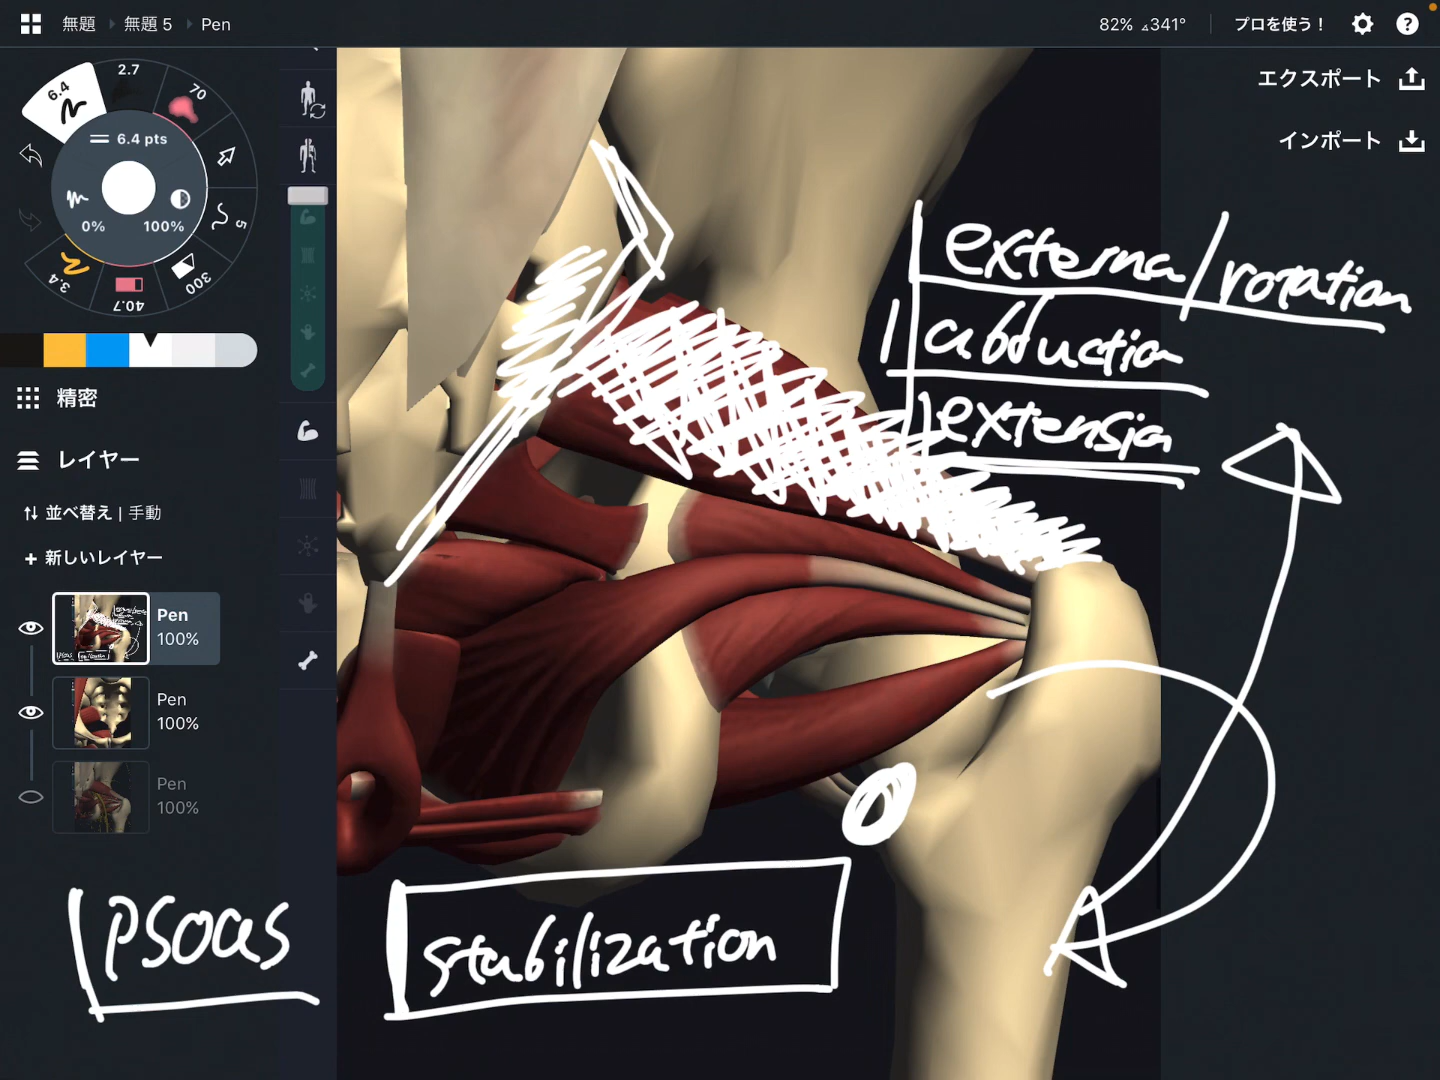 無題 無題 5 Pen
82% ⊿341° プロを使う！
エクスポート
インポート
6.4
2.7
70
6.4 pts
0% 100%
5
3.4
40.7
300
精密
レイヤー
並べ替え | 手動
+ 新しいレイヤー
Pen
100%
Pen
100%
Pen
100%
external rotation
abduction
extension
psoas
stabilization